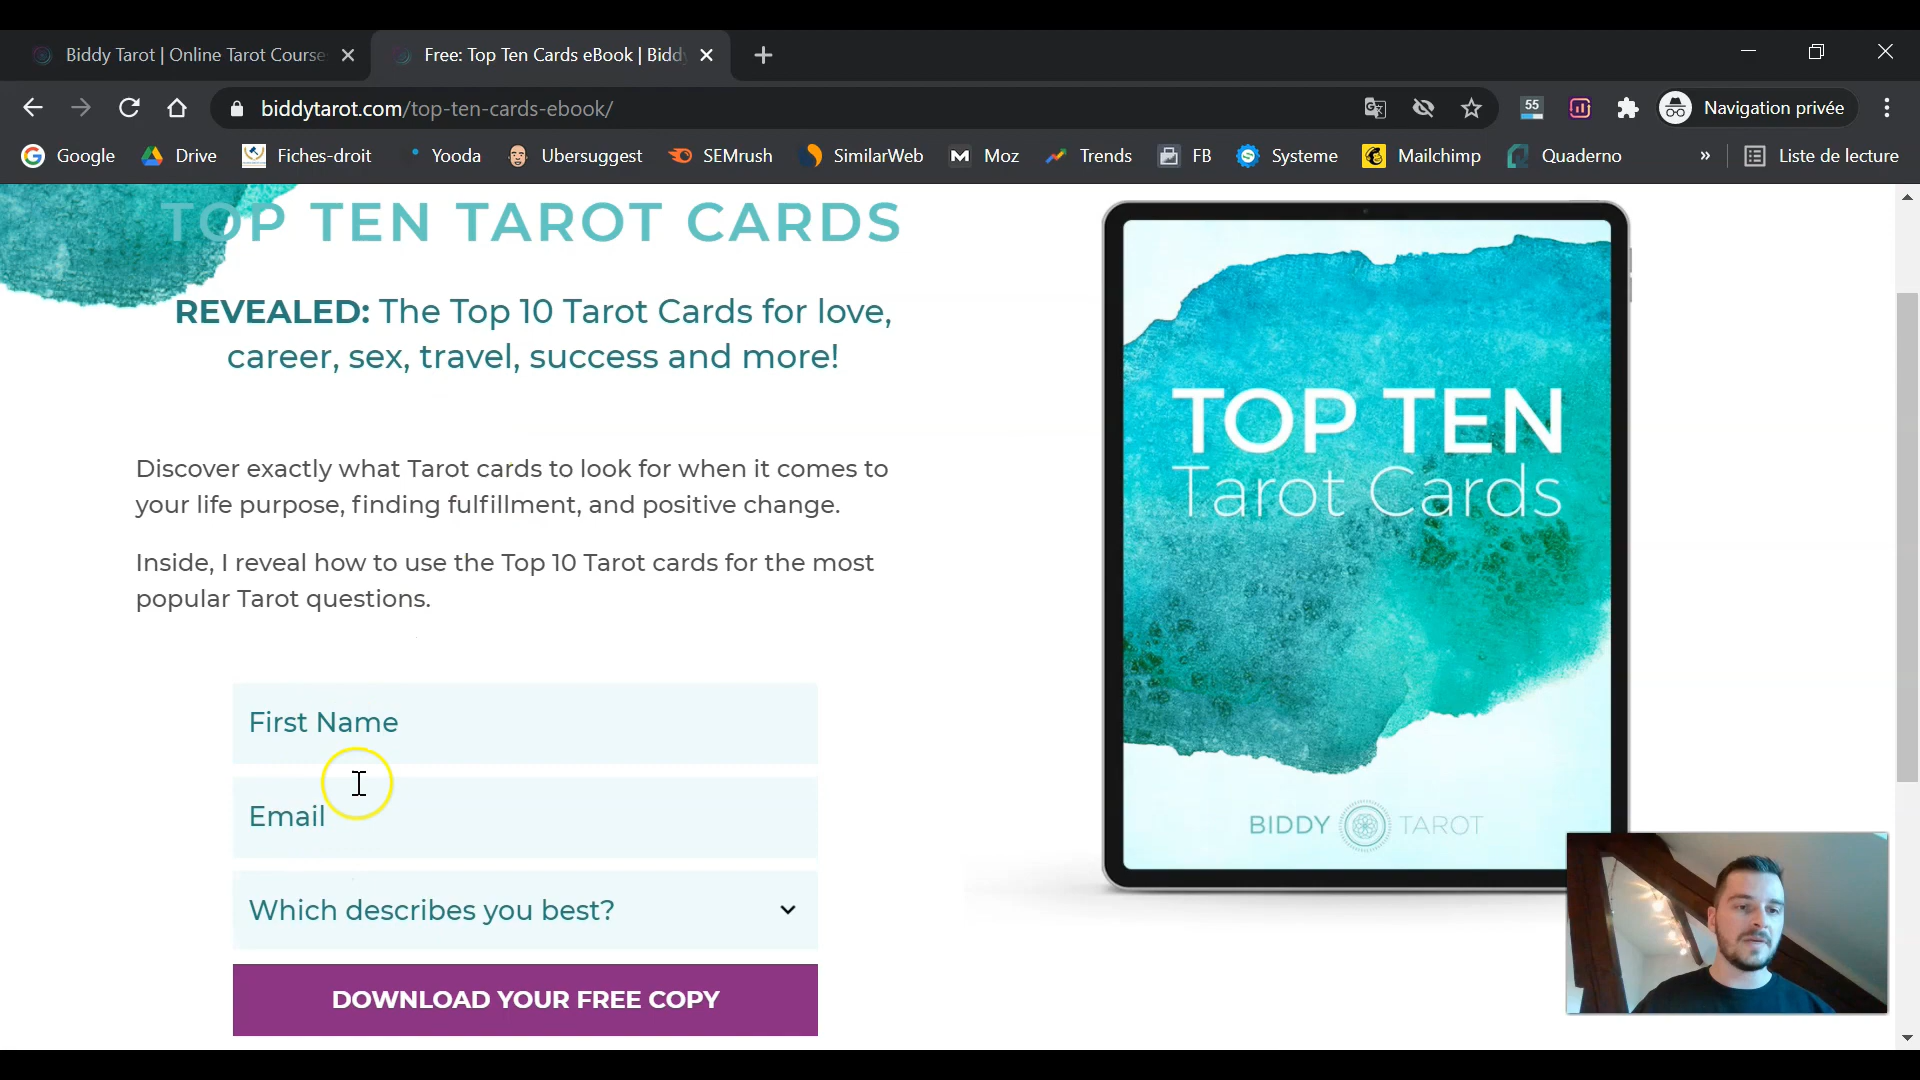 Biddy Tarot | Online Tarot Course
Free: Top Ten Cards eBook | Biddy
biddytarot.com/top-ten-cards-ebook/
55
Navigation privée
Google
Drive
Fiches-droit
Yooda
Ubersuggest
SEMrush
SimilarWeb
M Moz
Trends
FB
Systeme
Mailchimp
Quaderno
»
Liste de lecture
TOP TEN TAROT CARDS
REVEALED: The Top 10 Tarot Cards for love,
career, sex, travel, success and more!
Discover exactly what Tarot cards to look for when it comes to
your life purpose, finding fulfillment, and positive change.
Inside, I reveal how to use the Top 10 Tarot cards for the most
popular Tarot questions.
First Name
Email
Which describes you best?
DOWNLOAD YOUR FREE COPY
TOP TEN
Tarot Cards
BIDDY TAROT